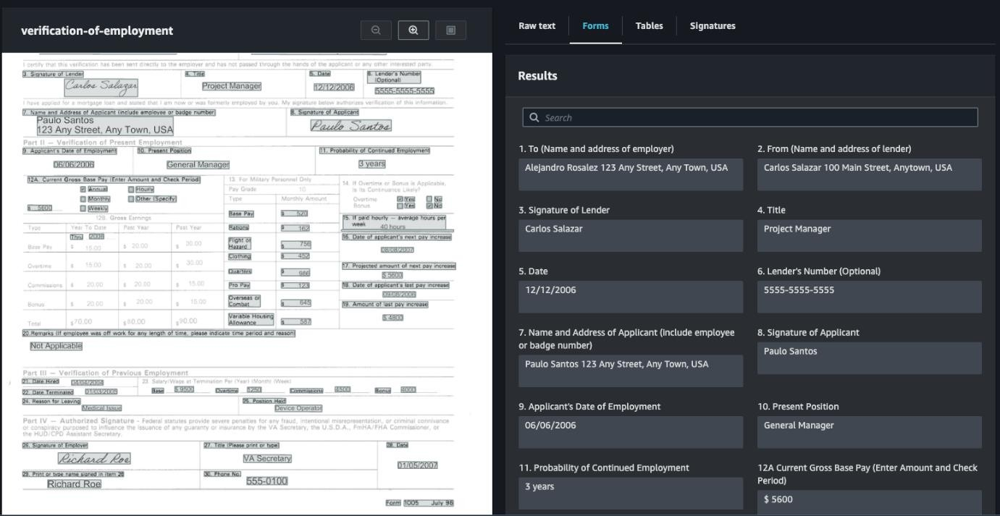 verification-of-employment
I certify that this verification has been sent directly to the employer and has not passed through the hands of the applicant or any other interested party.
3. Signature of Lender
4. Title
5. Date
6. Lender's Number (Optional)
Carlos Salazar
Project Manager
12/12/2006
5555-5555-5555
I have applied for a mortgage loan and stated that I am now or was formerly employed by you. My signature below authorizes verification of this information.
7. Name and Address of Applicant (include employee or badge number)
8. Signature of Applicant
Paulo Santos
123 Any Street, Any Town, USA
Paulo Santos
Part II — Verification of Present Employment
9. Applicant's Date of Employment
10. Present Position
11. Probability of Continued Employment
06/06/2006
General Manager
3 years
12A. Current Gross Base Pay (Enter Amount and Check Period)
Annual
Hourly
Monthly
Other (Specify)
$ 5600
Weekly
12B. Gross Earnings
Type
Year To Date
Past Year
Past Year
Thru 2006
Base Pay
$ 15.00
$ 20.00
$ 30.00
Overtime
$ 15.00
$ 20.00
$ 30.00
Commissions
$ 20.00
$ 20.00
$ 15.00
Bonus
$ 20.00
$ 20.00
$ 15.00
Total
$70.00
$80.00
$90.00
13. For Military Personnel Only
Pay Grade
10
Type
Monthly Amount
Base Pay
$ 520
Rations
$ 162
Flight or Hazard
$ 756
Clothing
$ 452
Quarters
$ 986
Pro Pay
$ 123
Overseas or Combat
$ 645
Variable Housing Allowance
$ 587
14. If Overtime or Bonus is Applicable,
Is Its Continuance Likely?
Overtime
Yes
No
Bonus
Yes
No
15. If paid hourly — average hours per
week
40 hours
16. Date of applicant's next pay increase
08/08/2007
17. Projected amount of next pay increase
$ 5600
18. Date of applicant's last pay increase
09/08/2006
19. Amount of last pay increase
$ 4800
20. Remarks (If employee was off work for any length of time, please indicate time period and reason)
Not Applicable
Part III — Verification of Previous Employment
21. Date Hired
23. Salary/Wage at Termination Per (Year) (Month) (Week)
22. Date Terminated
01/03/2005
Base
$ 9500
Overtime
1250
Commissions
4500
Bonus
4000
24. Reason for Leaving
25. Position Held
Medical Issue
Device Operator
Part IV — Authorized Signature - Federal statutes provide severe penalties for any fraud, intentional misrepresentation, or criminal connivance
or conspiracy purposed to influence the issuance of any guaranty or insurance by the VA Secretary, the U.S.D.A., FmHA/FHA Commissioner, or
the HUD/CPD Assistant Secretary.
26. Signature of Employer
27. Title (Please print or type)
28. Date
Richard Roe
VA Secretary
01/05/2007
29. Print or type name signed in Item 26
30. Phone No.
Richard Roe
555-0100
Form 1005 July 96
Raw text
Forms
Tables
Signatures
Results
Search
1. To (Name and address of employer)
2. From (Name and address of lender)
Alejandro Rosalez 123 Any Street, Any Town, USA
Carlos Salazar 100 Main Street, Anytown, USA
3. Signature of Lender
4. Title
Carlos Salazar
Project Manager
5. Date
6. Lender's Number (Optional)
12/12/2006
5555-5555-5555
7. Name and Address of Applicant (include employee
or badge number)
8. Signature of Applicant
Paulo Santos 123 Any Street, Any Town, USA
Paulo Santos
9. Applicant's Date of Employment
10. Present Position
06/06/2006
General Manager
11. Probability of Continued Employment
12A Current Gross Base Pay (Enter Amount and Check
Period)
3 years
$ 5600